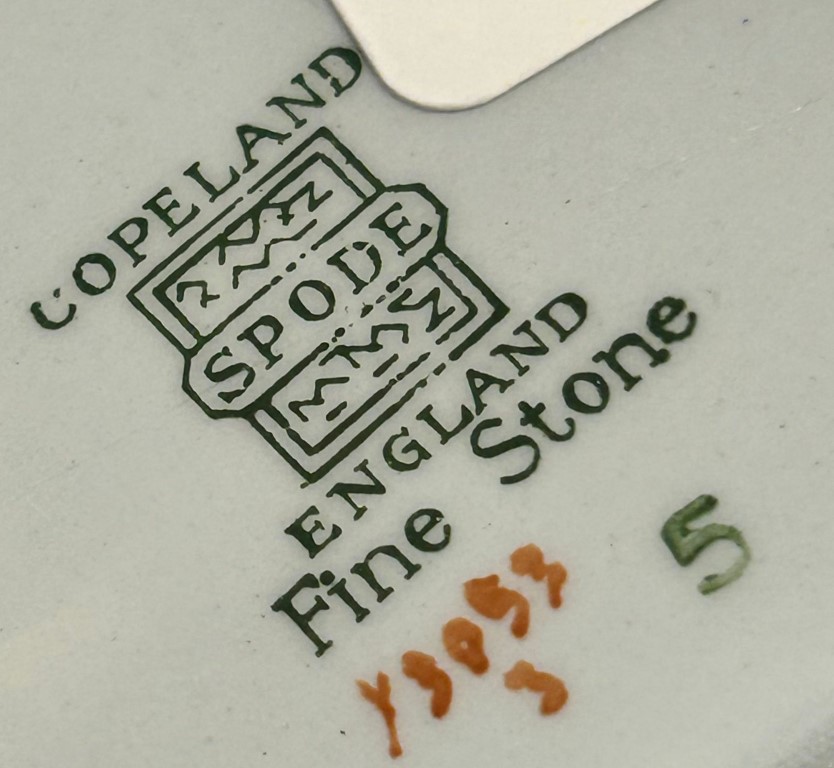 COPELAND
SPODE
ENGLAND
Fine Stone
5